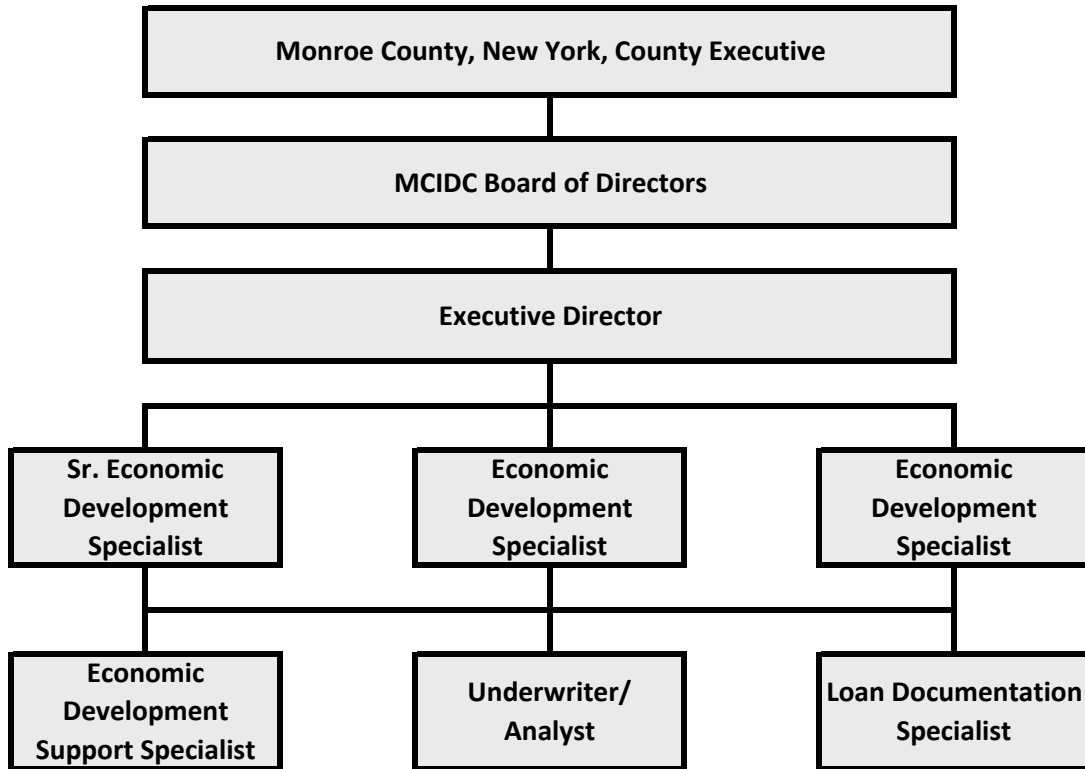 Monroe County, New York, County Executive
MCIDC Board of Directors
Executive Director
Sr. Economic
Development
Specialist
Economic
Development
Specialist
Economic
Development
Specialist
Economic
Development
Support Specialist
Underwriter/
Analyst
Loan Documentation
Specialist